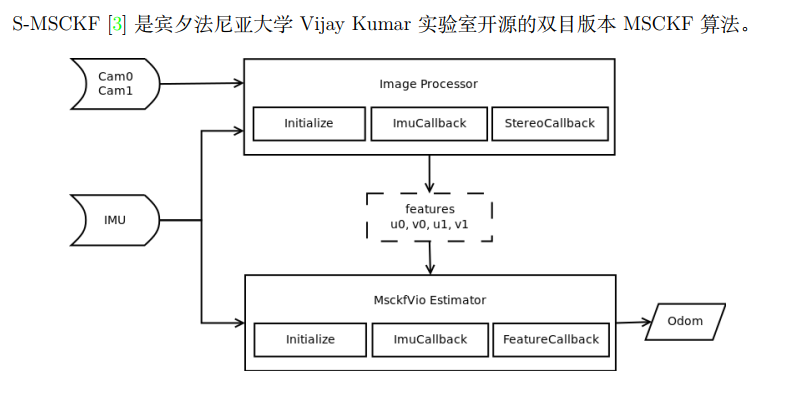 S-MSCKF [3] 是宾夕法尼亚大学 Vijay Kumar 实验室开源的双目版本 MSCKF 算法。
Cam0
Cam1
Image Processor
Initialize
ImuCallback
StereoCallback
IMU
features
u0, v0, u1, v1
MsckfVio Estimator
Initialize
ImuCallback
FeatureCallback
Odom